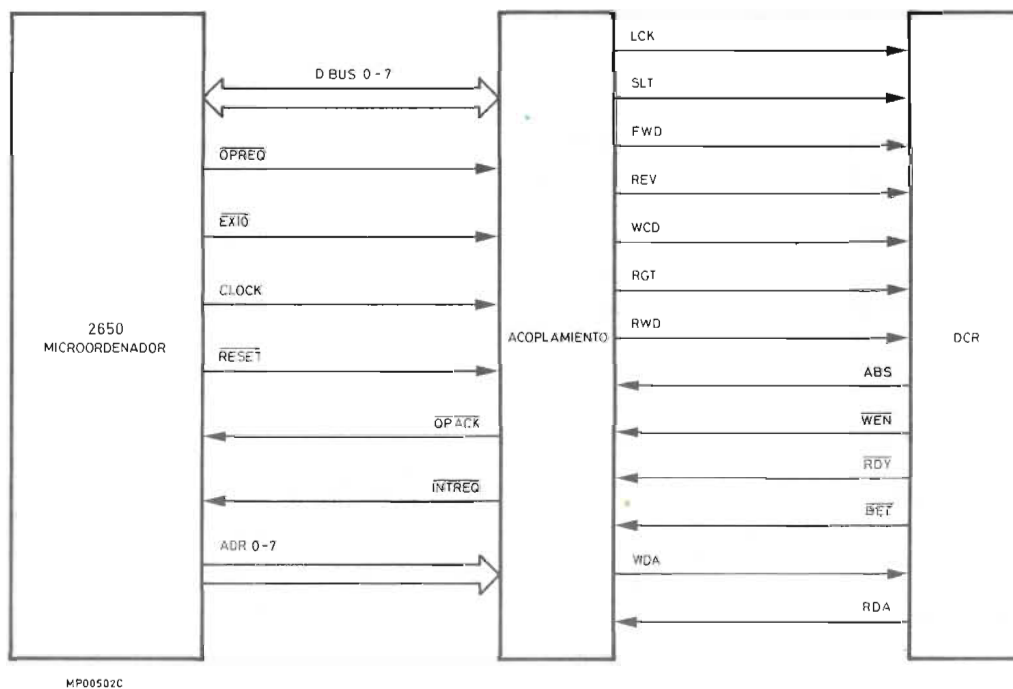 2650
MICROORDENADOR
D BUS 0-7
OPREQ
EXIO
CLOCK
RESET
OPACK
INTREQ
ADR 0-7
ACOPLAMIENTO
LCK
SLT
FWD
REV
WCD
RGT
RWD
ABS
WEN
RDY
BET
WDA
RDA
DCR
MP00502C